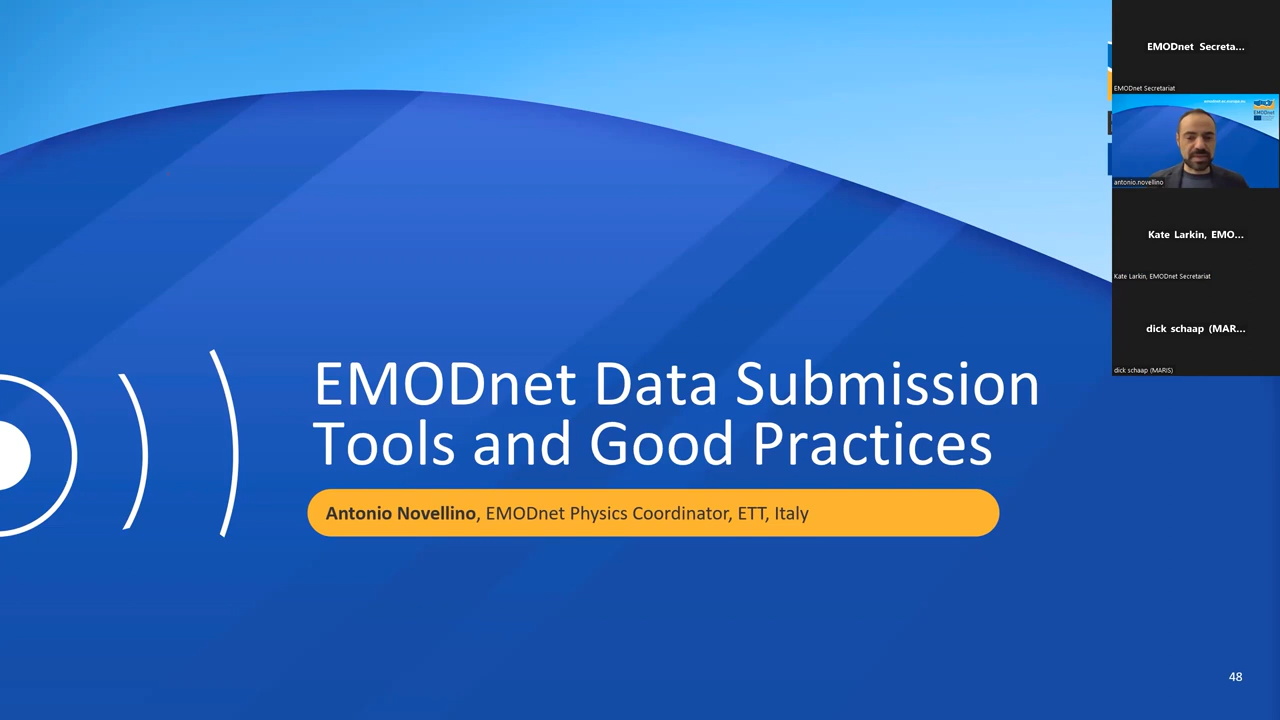 EMODnet Data Submission
Tools and Good Practices
Antonio Novellino, EMODnet Physics Coordinator, ETT, Italy
48
EMODnet Secreta...
EMODnet Secretariat
EMODnet
antonio.novellino
Kate Larkin, EMO...
Kate Larkin, EMODnet Secretariat
dick schaap (MAR...
dick schaap (MARIS)